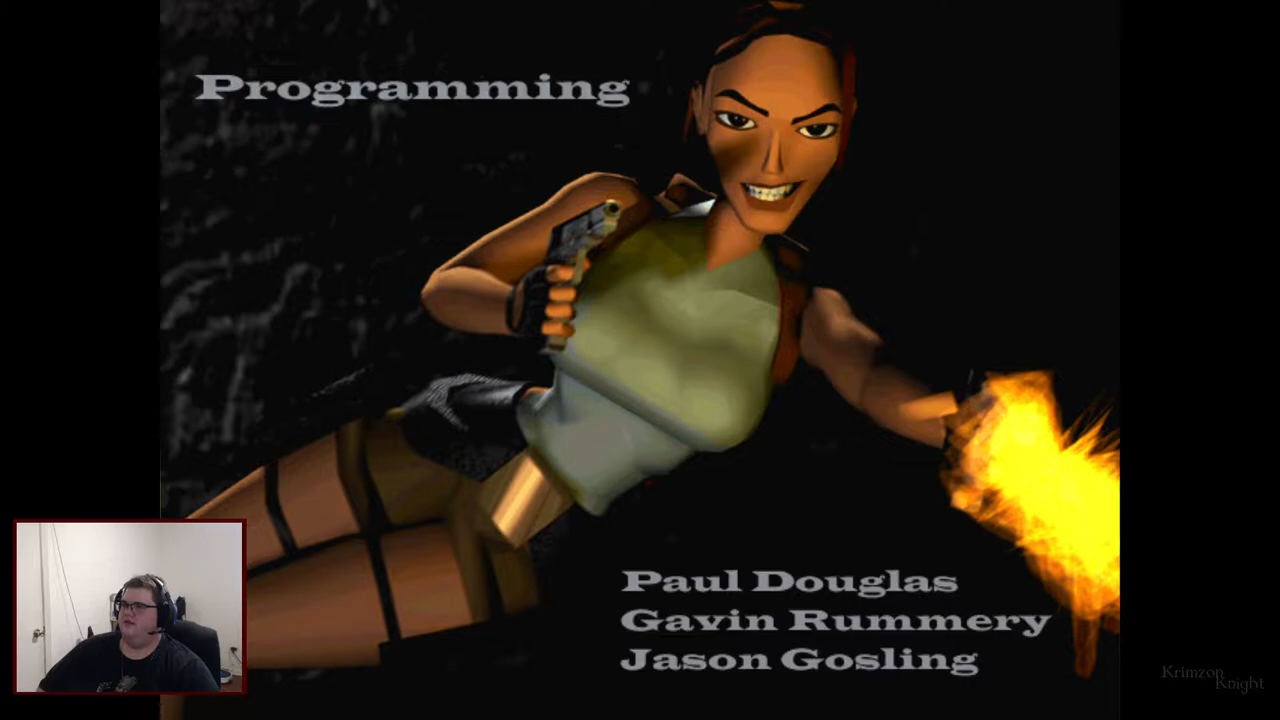 Programming
Paul Douglas
Gavin Rummery
Jason Gosling
Krimzon
Knight